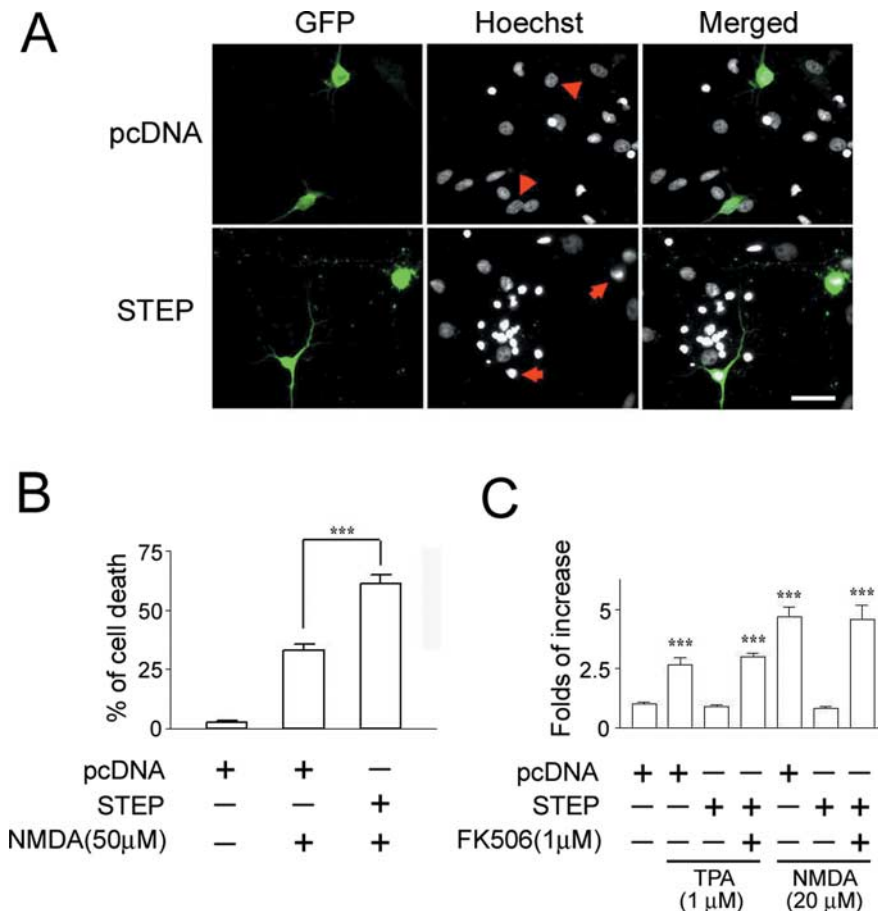 A
GFP Hoechst Merged
pcDNA
STEP
B
***
75
50
25
0
% of cell death
pcDNA + + —
STEP — — +
NMDA(50μM) — + +
C
*** *** *** ***
5
2.5
0
Folds of increase
pcDNA + + — — + — —
STEP — — + + — + +
FK506(1μM) — — — + — — +
TPA NMDA
(1 μM) (20 μM)